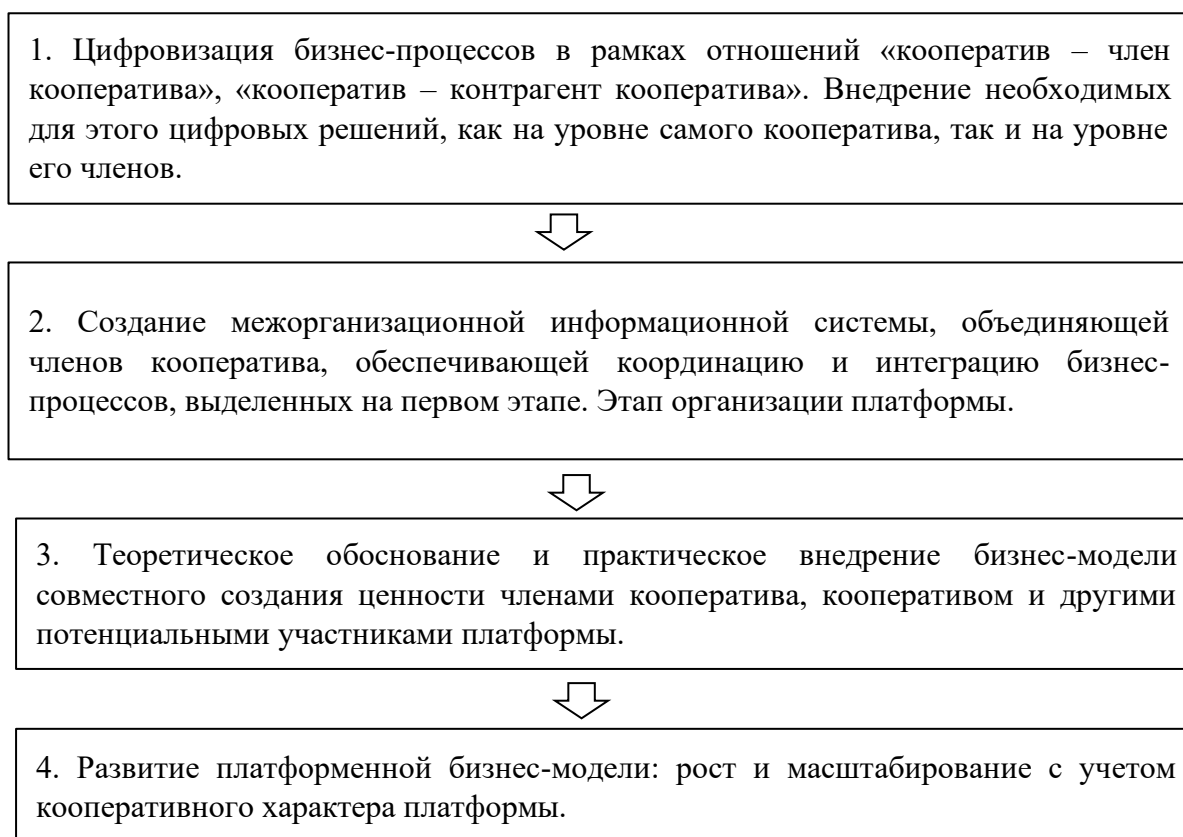 1. Цифровизация бизнес-процессов в рамках отношений «кооператив – член
кооператива», «кооператив – контрагент кооператива». Внедрение необходимых
для этого цифровых решений, как на уровне самого кооператива, так и на уровне
его членов.
2. Создание межорганизационной информационной системы, объединяющей
членов кооператива, обеспечивающей координацию и интеграцию бизнес-
процессов, выделенных на первом этапе. Этап организации платформы.
3. Теоретическое обоснование и практическое внедрение бизнес-модели
совместного создания ценности членами кооператива, кооперативом и другими
потенциальными участниками платформы.
4. Развитие платформенной бизнес-модели: рост и масштабирование с учетом
кооперативного характера платформы.